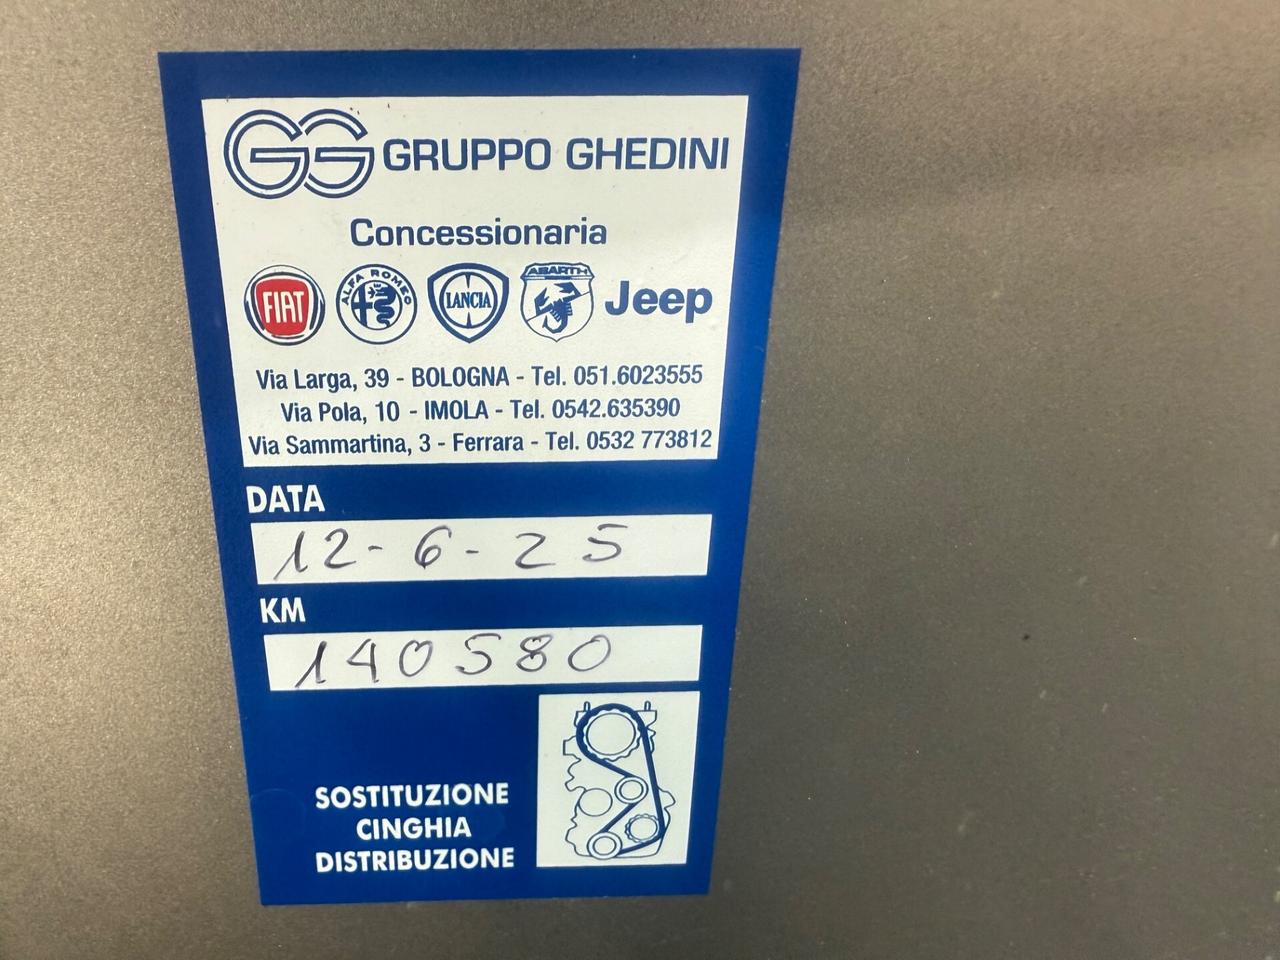 GG GRUPPO GHEDINI
Concessionaria
FIAT ALFA ROMEO LANCIA ABARTH Jeep
Via Larga, 39 - BOLOGNA - Tel. 051.6023555
Via Pola, 10 - IMOLA - Tel. 0542.635390
Via Sammartina, 3 - Ferrara - Tel. 0532 773812
DATA
12-6-25
KM
140580
SOSTITUZIONE
CINGHIA
DISTRIBUZIONE